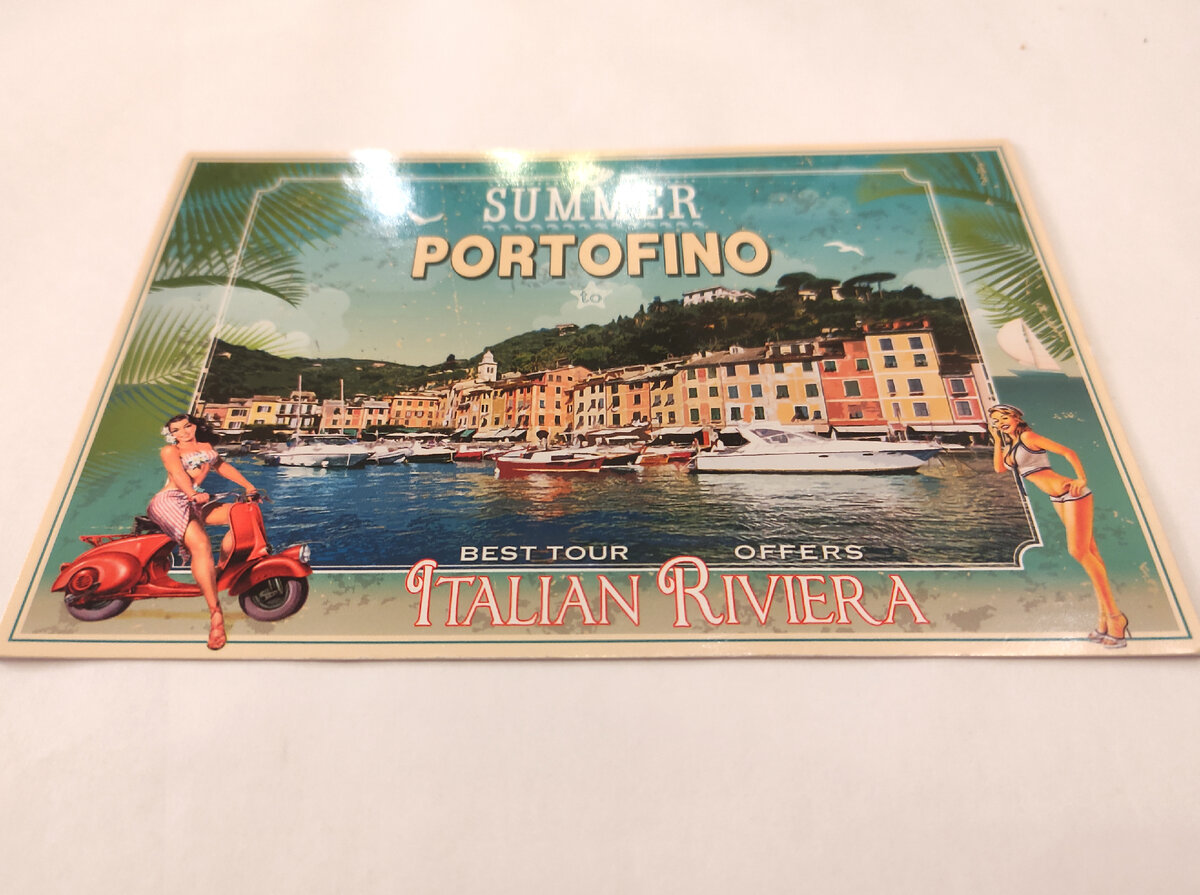 SUMMER
PORTOFINO
to
BEST TOUR OFFERS
ITALIAN RIVIERA